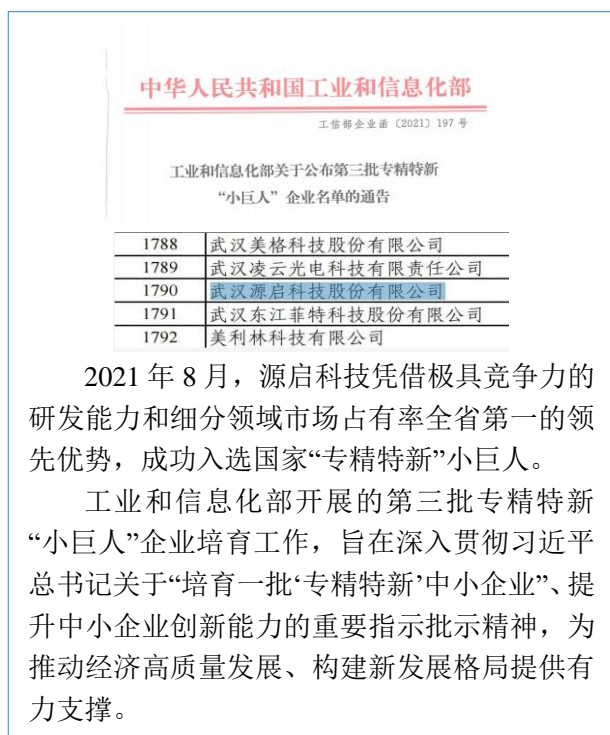 中华人民共和国工业和信息化部
工信部企业函〔2021〕197号
工业和信息化部关于公布第三批专精特新
“小巨人”企业名单的通告
1788 武汉美格科技股份有限公司
1789 武汉凌云光电科技有限责任公司
1790 武汉源启科技股份有限公司
1791 武汉东江菲特科技股份有限公司
1792 美利林科技有限公司
2021 年 8 月，源启科技凭借极具竞争力的
研发能力和细分领域市场占有率全省第一的领
先优势，成功入选国家“专精特新”小巨人。
工业和信息化部开展的第三批专精特新
“小巨人”企业培育工作，旨在深入贯彻习近平
总书记关于“培育一批‘专精特新’中小企业”、提
升中小企业创新能力的重要指示批示精神，为
推动经济高质量发展、构建新发展格局提供有
力支撑。